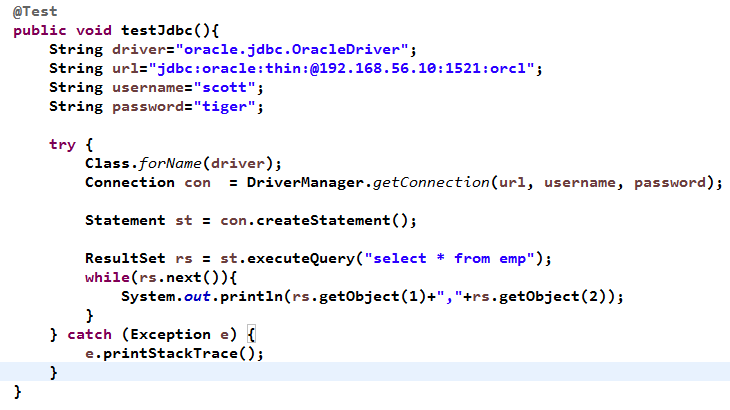 @Test
public void testJdbc(){
    String driver="oracle.jdbc.OracleDriver";
    String url="jdbc:oracle:thin:@192.168.56.10:1521:orcl";
    String username="scott";
    String password="tiger";

    try {
        Class.forName(driver);
        Connection con  = DriverManager.getConnection(url, username, password);

        Statement st = con.createStatement();

        ResultSet rs = st.executeQuery("select * from emp");
        while(rs.next()){
            System.out.println(rs.getObject(1)+","+rs.getObject(2));
        }
    } catch (Exception e) {
        e.printStackTrace();
    }
}